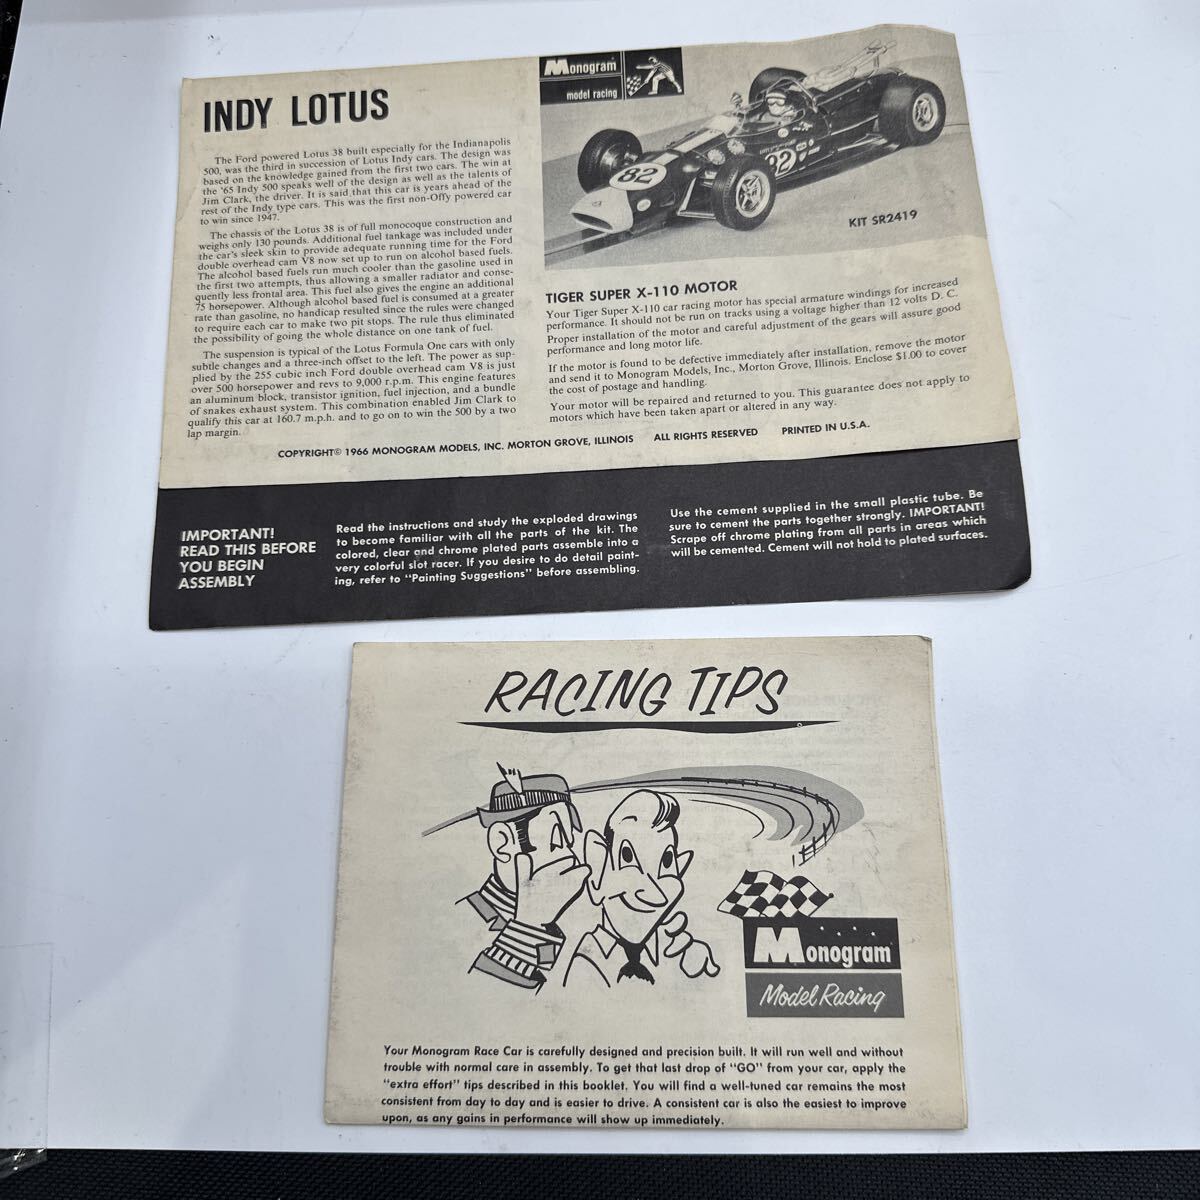 INDY LOTUS
The Ford powered Lotus 38 built especially for the Indianapolis
500, was the third in succession of Lotus Indy cars. The design was
based on the knowledge gained from the first two cars. The win at
the '65 Indy 500 speaks well of the design as well as the talents of
Jim Clark, the driver. It is said that this car is years ahead of the
rest of the Indy type cars. This was the first non-Offy powered car
to win since 1947.
The chassis of the Lotus 38 is of full monocoque construction and
weighs only 130 pounds. Additional fuel tankage was included under
the car's sleek skin to provide adequate running time for the Ford
double overhead cam V8 now set up to run on alcohol based fuels.
The alcohol based fuels run much cooler than the gasoline used in
the first two attempts, thus allowing a smaller radiator and conse-
quently less frontal area. This fuel also gives the engine an additional
75 horsepower. Although alcohol based fuel is consumed at a greater
rate than gasoline, no handicap resulted since the rules were changed
to require each car to make two pit stops. The rule thus eliminated
the possibility of going the whole distance on one tank of fuel.
The suspension is typical of the Lotus Formula One cars with only
subtle changes and a three-inch offset to the left. The power as sup-
plied by the 255 cubic inch Ford double overhead cam V8 is just
over 500 horsepower and revs to 9,000 r.p.m. This engine features
an aluminum block, transistor ignition, fuel injection, and a bundle
of snakes exhaust system. This combination enabled Jim Clark to
qualify this car at 160.7 m.p.h. and to go on to win the 500 by a two
lap margin.
Monogram
model racing
82
82
KIT SR2419
TIGER SUPER X-110 MOTOR
Your Tiger Super X-110 car racing motor has special armature windings for increased
performance. It should not be run on tracks using a voltage higher than 12 volts D. C.
Proper installation of the motor and careful adjustment of the gears will assure good
performance and long motor life.
If the motor is found to be defective immediately after installation, remove the motor
and send it to Monogram Models, Inc., Morton Grove, Illinois. Enclose $1.00 to cover
the cost of postage and handling.
Your motor will be repaired and returned to you. This guarantee does not apply to
motors which have been taken apart or altered in any way.
COPYRIGHT© 1966 MONOGRAM MODELS, INC. MORTON GROVE, ILLINOIS ALL RIGHTS RESERVED PRINTED IN U.S.A.
IMPORTANT!
READ THIS BEFORE
YOU BEGIN
ASSEMBLY
Read the instructions and study the exploded drawings
to become familiar with all the parts of the kit. The
colored, clear and chrome plated parts assemble into a
very colorful slot racer. If you desire to do detail paint-
ing, refer to "Painting Suggestions" before assembling.
Use the cement supplied in the small plastic tube. Be
sure to cement the parts together strongly. IMPORTANT!
Scrape off chrome plating from all parts in areas which
will be cemented. Cement will not hold to plated surfaces.
RACING TIPS
Monogram
Model Racing
Your Monogram Race Car is carefully designed and precision built. It will run well and without
trouble with normal care in assembly. To get that last drop of "GO" from your car, apply the
"extra effort" tips described in this booklet. You will find a well-tuned car remains the most
consistent from day to day and is easier to drive. A consistent car is also the easiest to improve
upon, as any gains in performance will show up immediately.